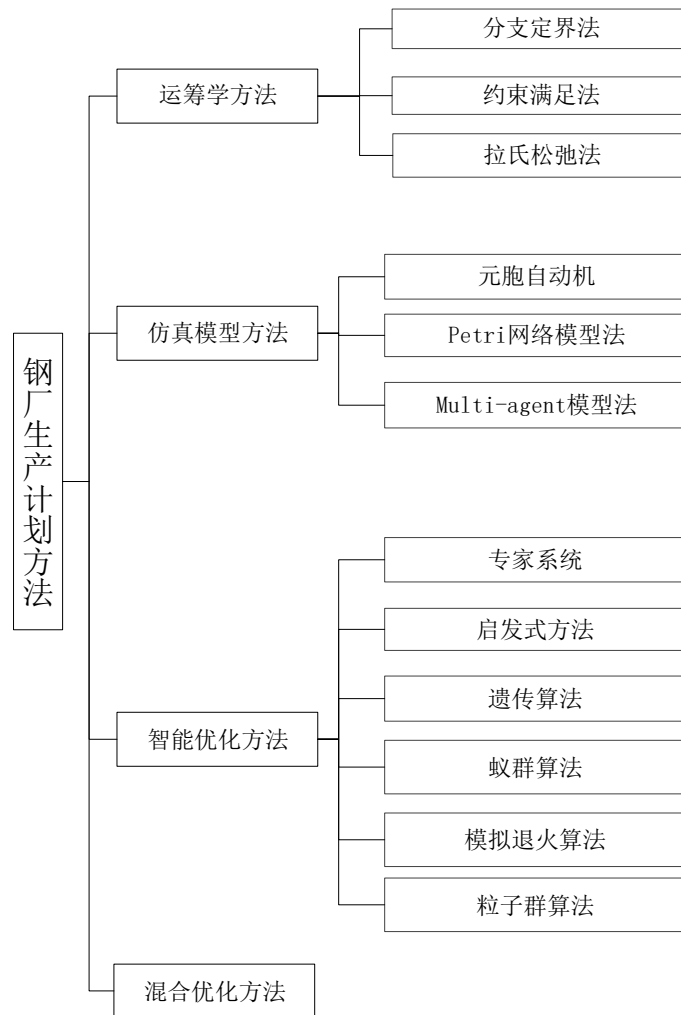 钢厂生产计划方法
运筹学方法
分支定界法
约束满足法
拉氏松弛法
仿真模型方法
元胞自动机
Petri网络模型法
Multi-agent模型法
智能优化方法
专家系统
启发式方法
遗传算法
蚁群算法
模拟退火算法
粒子群算法
混合优化方法